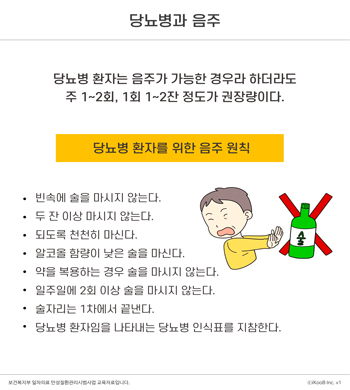 당뇨병과 음주
당뇨병 환자는 음주가 가능한 경우라 하더라도
주 1~2회, 1회 1~2잔 정도가 권장량이다.
당뇨병 환자를 위한 음주 원칙
• 빈속에 술을 마시지 않는다.
• 두 잔 이상 마시지 않는다.
• 되도록 천천히 마신다.
• 알코올 함량이 낮은 술을 마신다.
• 약을 복용하는 경우 술을 마시지 않는다.
• 일주일에 2회 이상 술을 마시지 않는다.
• 술자리는 1차에서 끝낸다.
• 당뇨병 환자임을 나타내는 당뇨병 인식표를 지참한다.
술
보건복지부 일차의료 만성질환관리시범사업 교육자료입니다.
ⓒiKooB Inc. v1